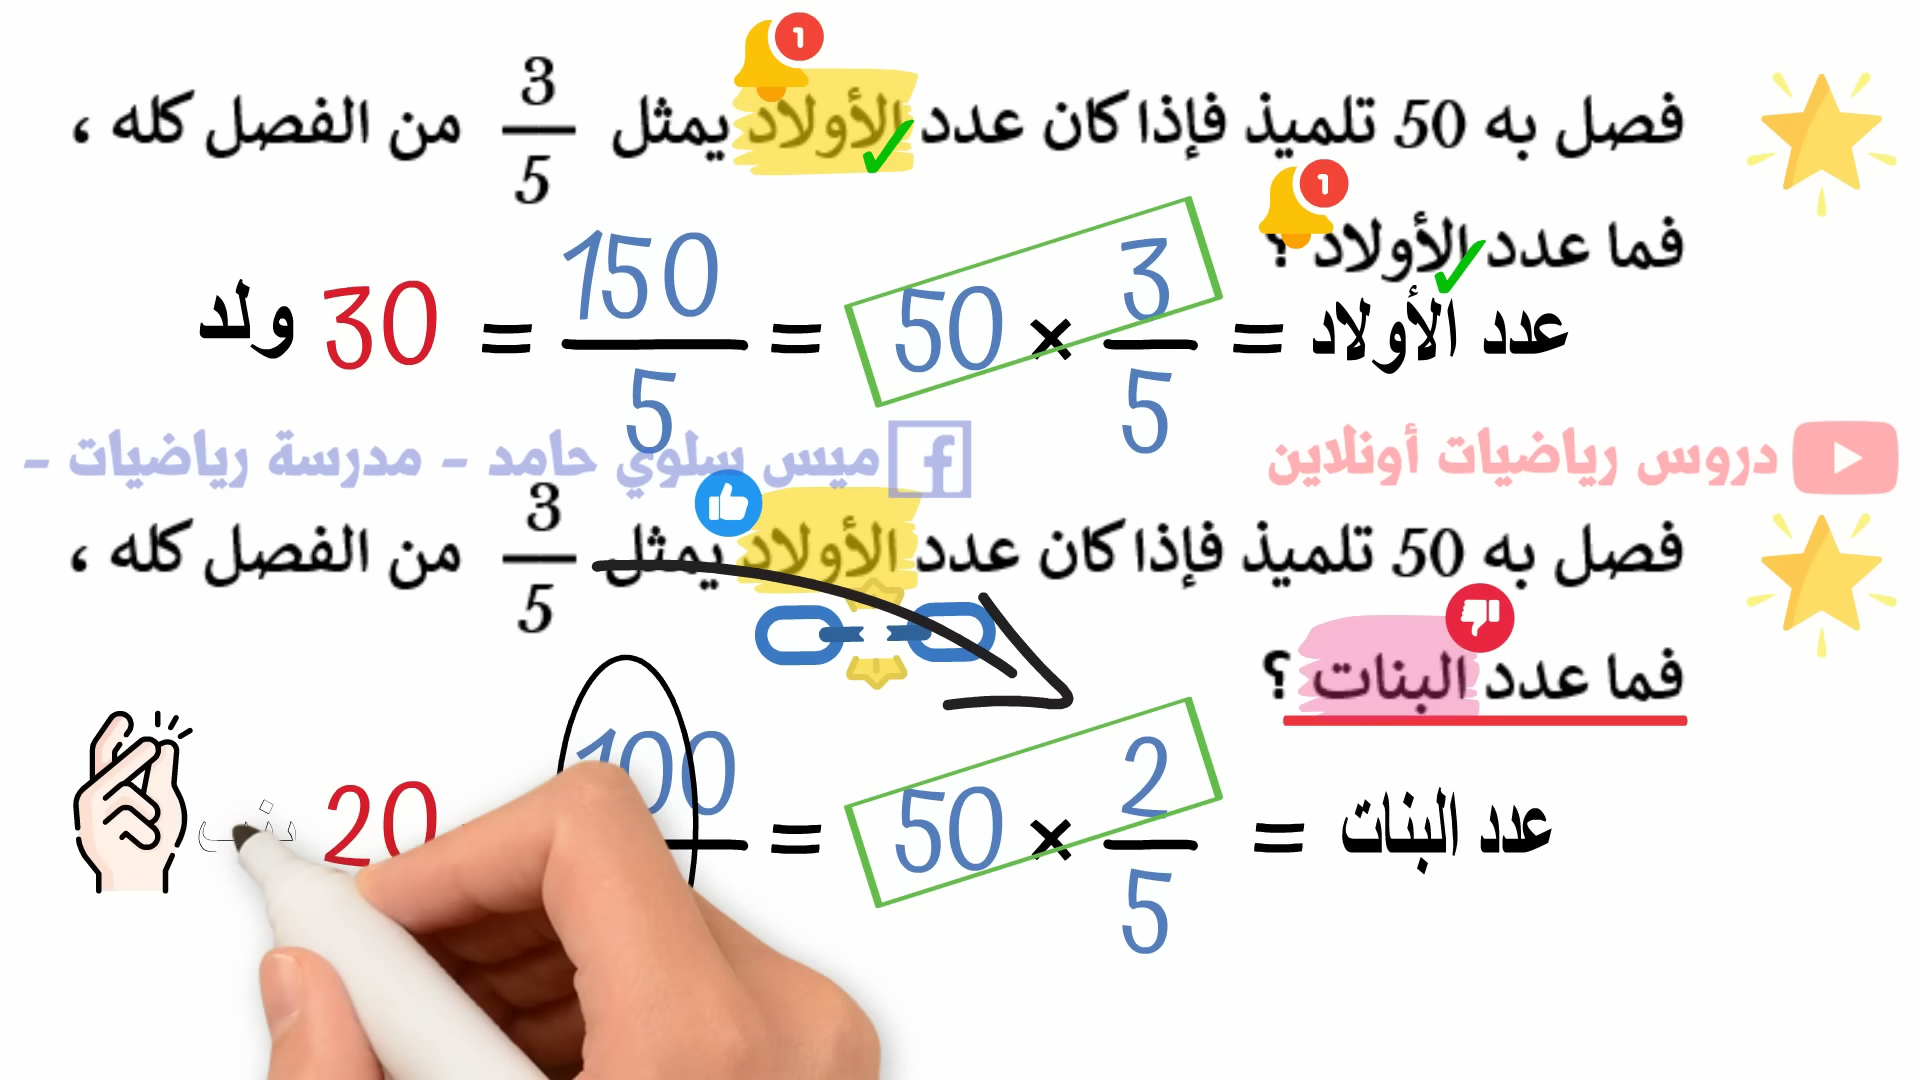 فصل به 50 تلميذ فإذا كان عدد الأولاد يمثل 3/5 من الفصل كله ،
فما عدد الأولاد ؟
عدد الأولاد = 3/5 × 50 = 150/5 = 30 ولد
دروس رياضيات أونلاين
ميس سلوي حامد - مدرسة رياضيات -
فصل به 50 تلميذ فإذا كان عدد الأولاد يمثل 3/5 من الفصل كله ،
فما عدد البنات ؟
عدد البنات = 2/5 × 50 = 100 20